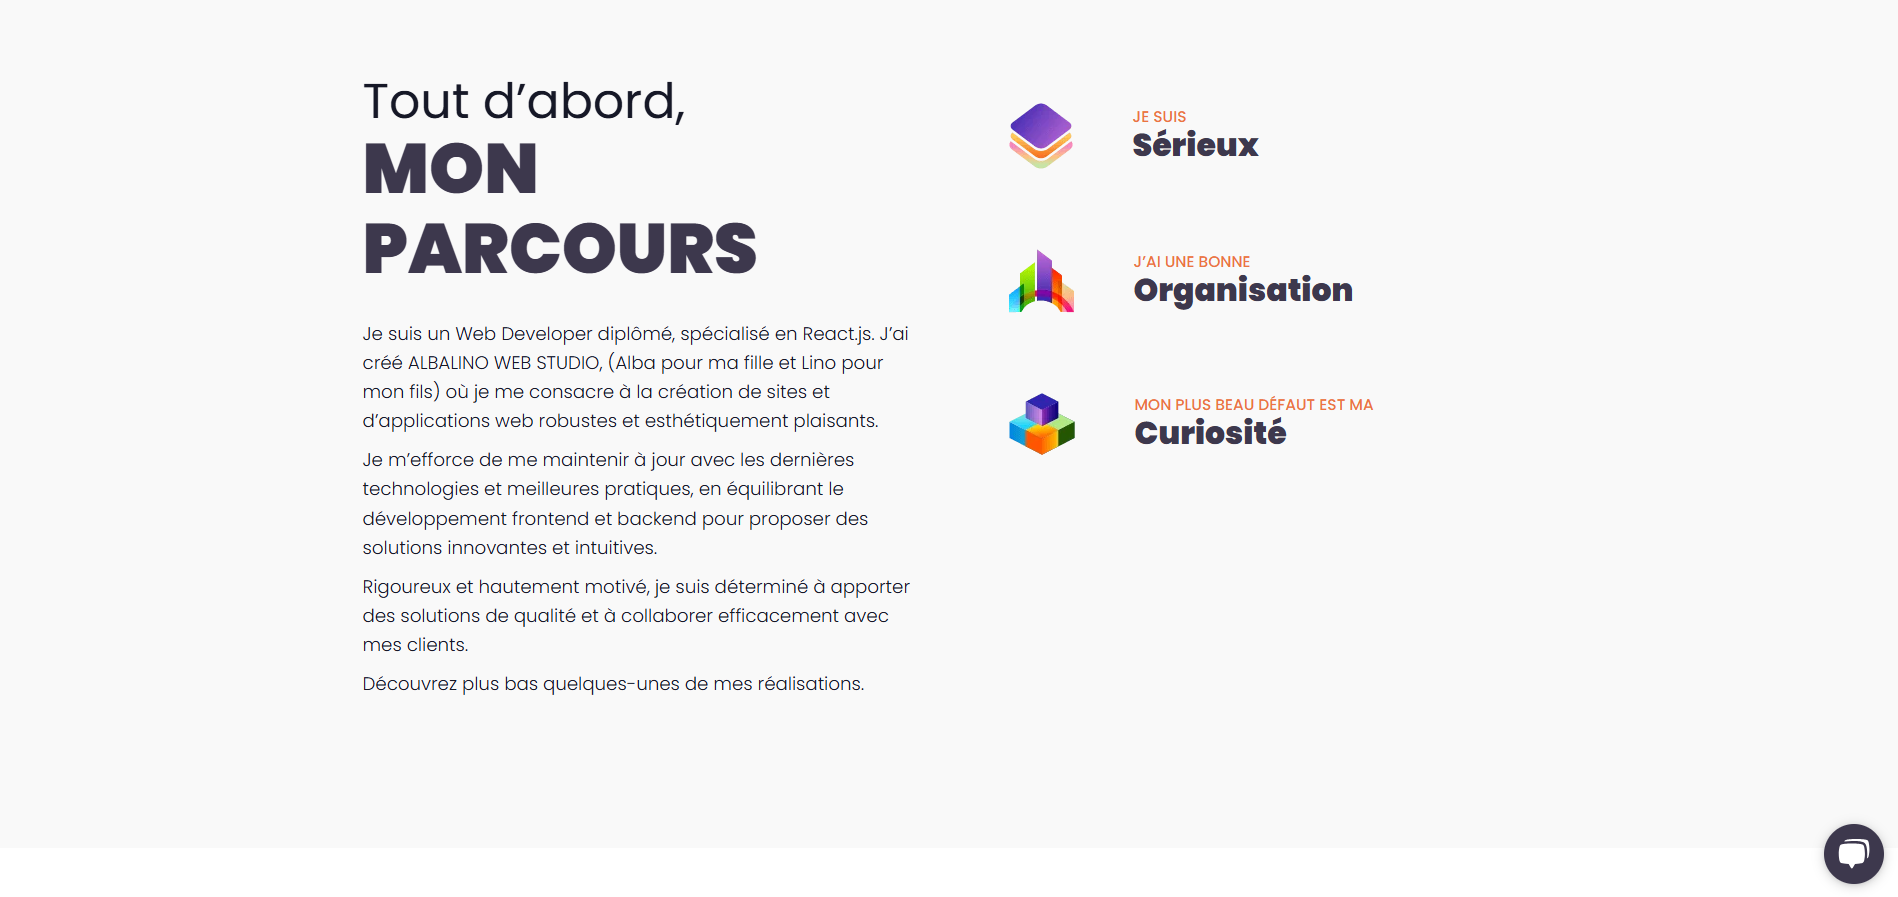 Tout d’abord,
MON
PARCOURS
Je suis un Web Developer diplômé, spécialisé en React.js. J’ai
créé ALBALINO WEB STUDIO, (Alba pour ma fille et Lino pour
mon fils) où je me consacre à la création de sites et
d’applications web robustes et esthétiquement plaisants.
Je m’efforce de me maintenir à jour avec les dernières
technologies et meilleures pratiques, en équilibrant le
développement frontend et backend pour proposer des
solutions innovantes et intuitives.
Rigoureux et hautement motivé, je suis déterminé à apporter
des solutions de qualité et à collaborer efficacement avec
mes clients.
Découvrez plus bas quelques-unes de mes réalisations.
JE SUIS
Sérieux
J’AI UNE BONNE
Organisation
MON PLUS BEAU DÉFAUT EST MA
Curiosité